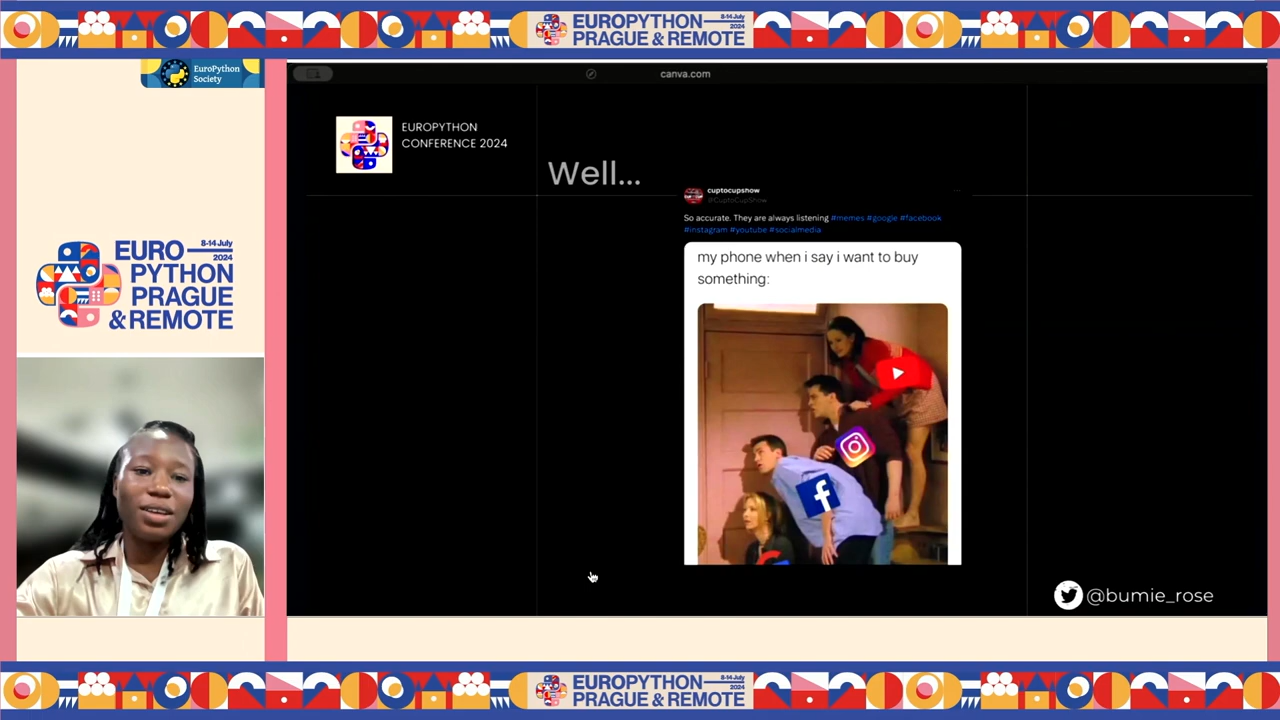 EUROPYTHON
PRAGUE & REMOTE
8-14 July
2024
EuroPython
Society
canva.com
EUROPYTHON
CONFERENCE 2024
Well...
cuptocupshow
@CuptoCupShow
So accurate. They are always listening #memes #google #facebook
#instagram #youtube #socialmedia
my phone when i say i want to buy
something:
EURO
8-14 July
2024
PYTHON
PRAGUE
& REMOTE
@bumie_rose
EUROPYTHON
PRAGUE & REMOTE
8-14 July
2024